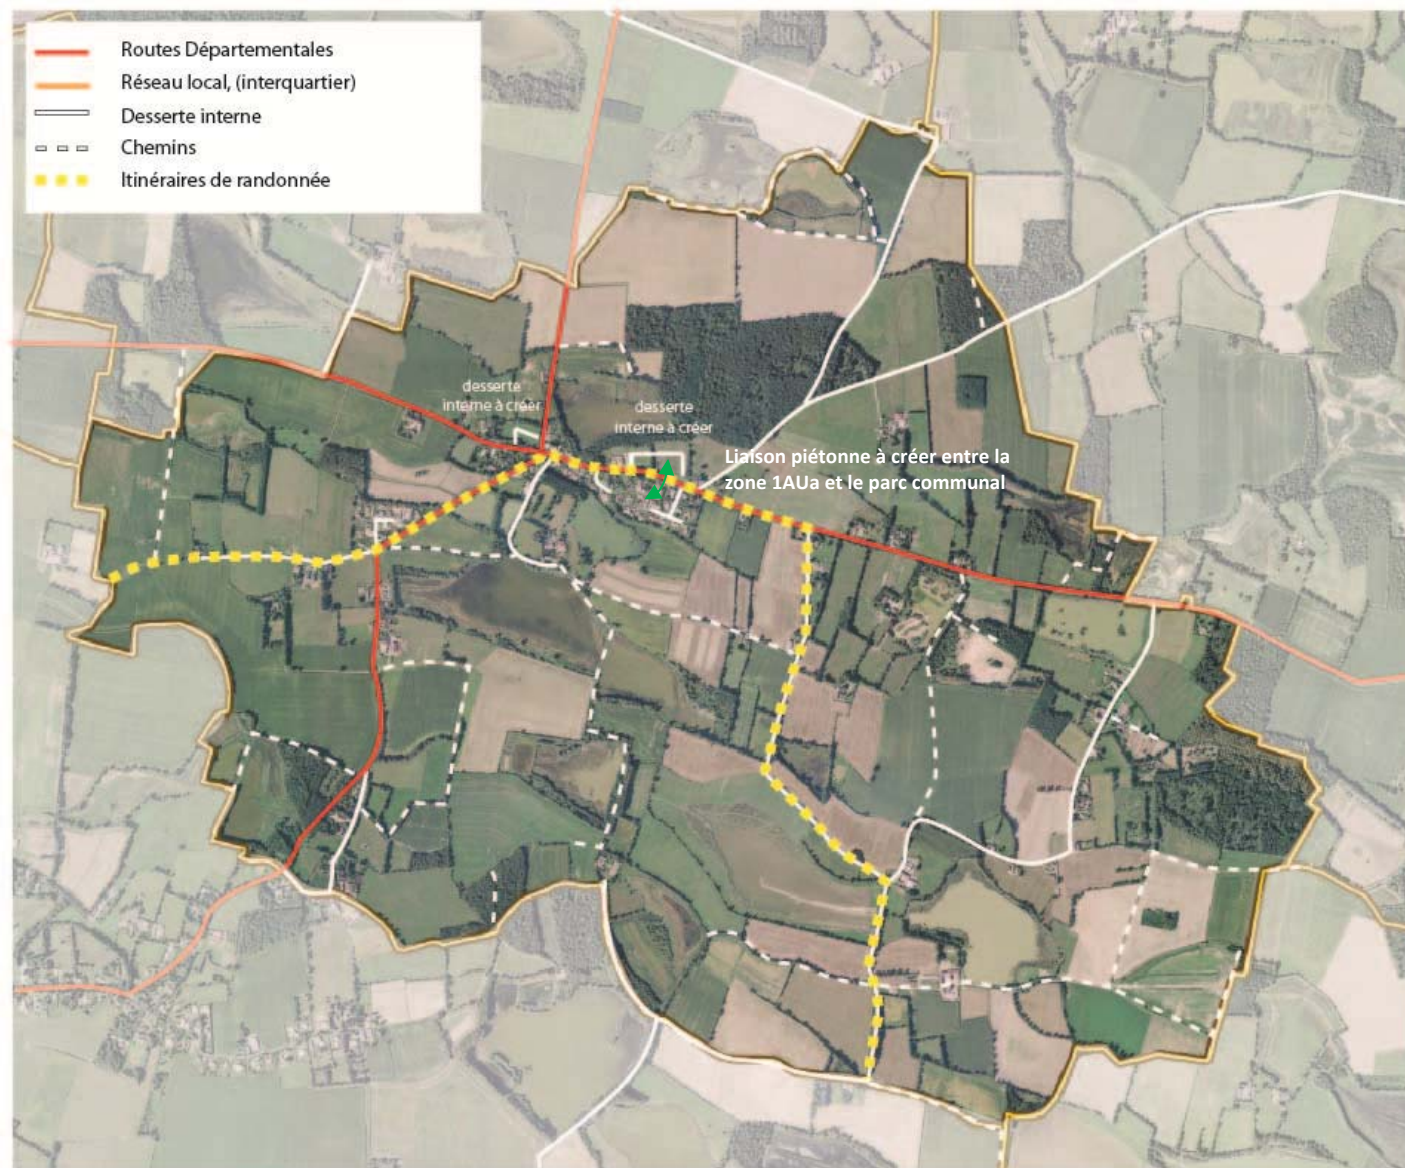 Routes Départementales
Réseau local, (interquartier)
Desserte interne
Chemins
Itinéraires de randonnée
desserte
interne à créer
desserte
interne à créer
Liaison piétonne à créer entre la
zone 1AUa et le parc communal